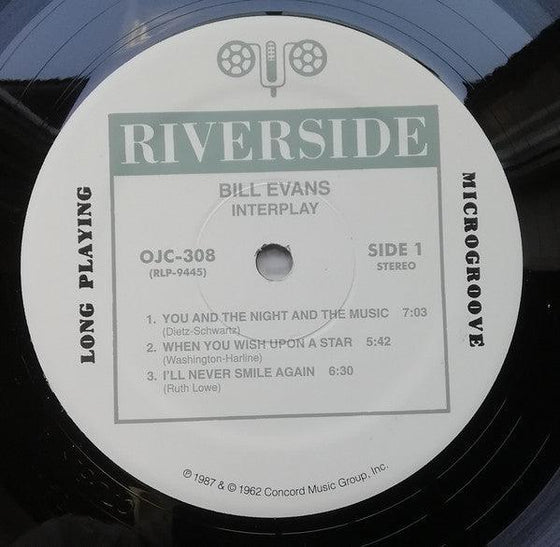 RIVERSIDE
BILL EVANS
INTERPLAY
LONG PLAYING
MICROGROOVE
OJC-308
(RLP-9445)
SIDE 1
STEREO
1. YOU AND THE NIGHT AND THE MUSIC 7:03
(Dietz-Schwartz)
2. WHEN YOU WISH UPON A STAR 5:42
(Washington-Harline)
3. I'LL NEVER SMILE AGAIN 6:30
(Ruth Lowe)
℗ 1987 & © 1962 Concord Music Group, Inc.